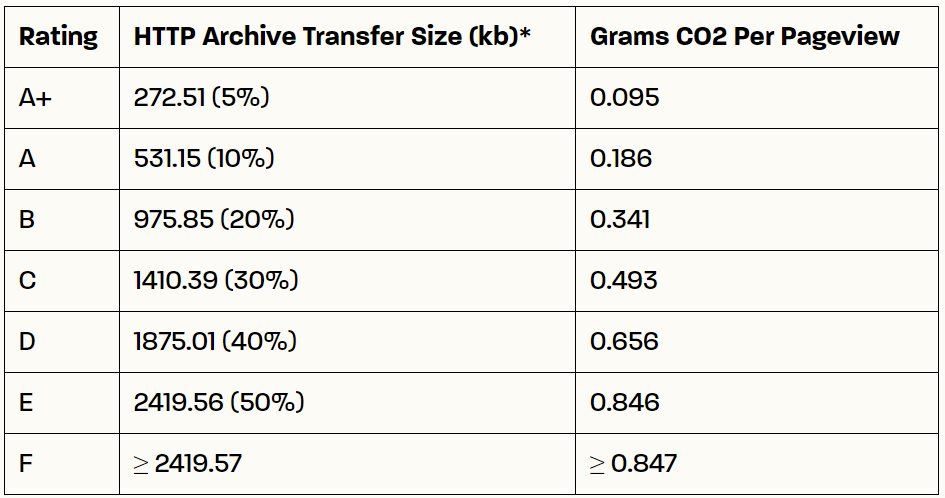 Rating HTTP Archive Transfer Size (kb)* Grams CO2 Per Pageview
A+ 272.51 (5%) 0.095
A 531.15 (10%) 0.186
B 975.85 (20%) 0.341
C 1410.39 (30%) 0.493
D 1875.01 (40%) 0.656
E 2419.56 (50%) 0.846
F ≥ 2419.57 ≥ 0.847